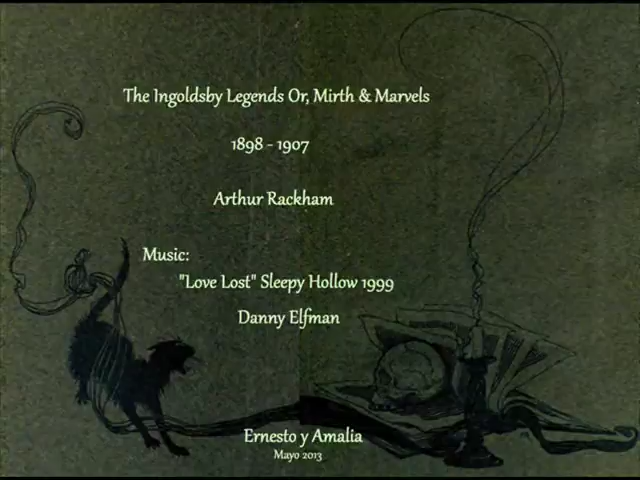 The Ingoldsby Legends Or, Mirth & Marvels
1898 - 1907
Arthur Rackham
Music:
"Love Lost" Sleepy Hollow 1999
Danny Elfman
Ernesto y Amalia
Mayo 2013